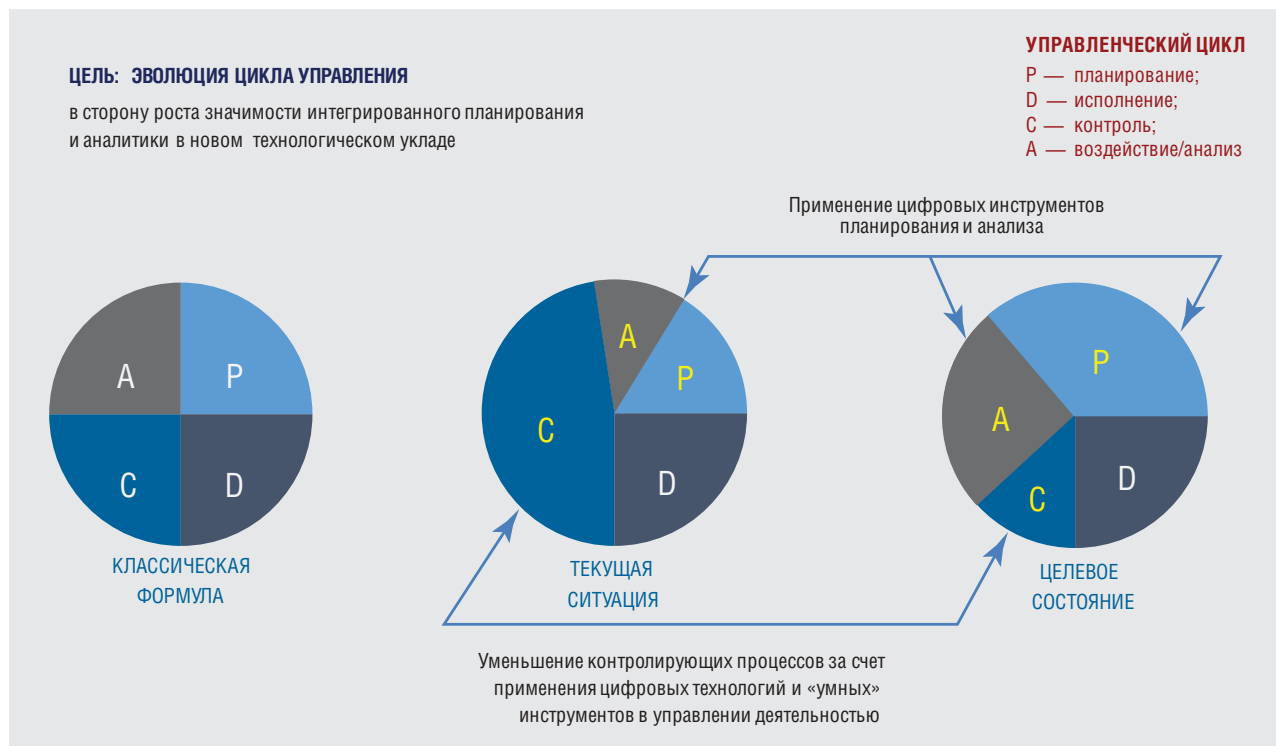 ЦЕЛЬ: ЭВОЛЮЦИЯ ЦИКЛА УПРАВЛЕНИЯ
в сторону роста значимости интегрированного планирования
и аналитики в новом технологическом укладе
УПРАВЛЕНЧЕСКИЙ ЦИКЛ
P — планирование;
D — исполнение;
C — контроль;
A — воздействие/анализ
Применение цифровых инструментов
планирования и анализа
A
P
C
D
КЛАССИЧЕСКАЯ
ФОРМУЛА
A
P
C
D
ТЕКУЩАЯ
СИТУАЦИЯ
P
A
C
D
ЦЕЛЕВОЕ
СОСТОЯНИЕ
Уменьшение контролирующих процессов за счет
применения цифровых технологий и «умных»
инструментов в управлении деятельностью